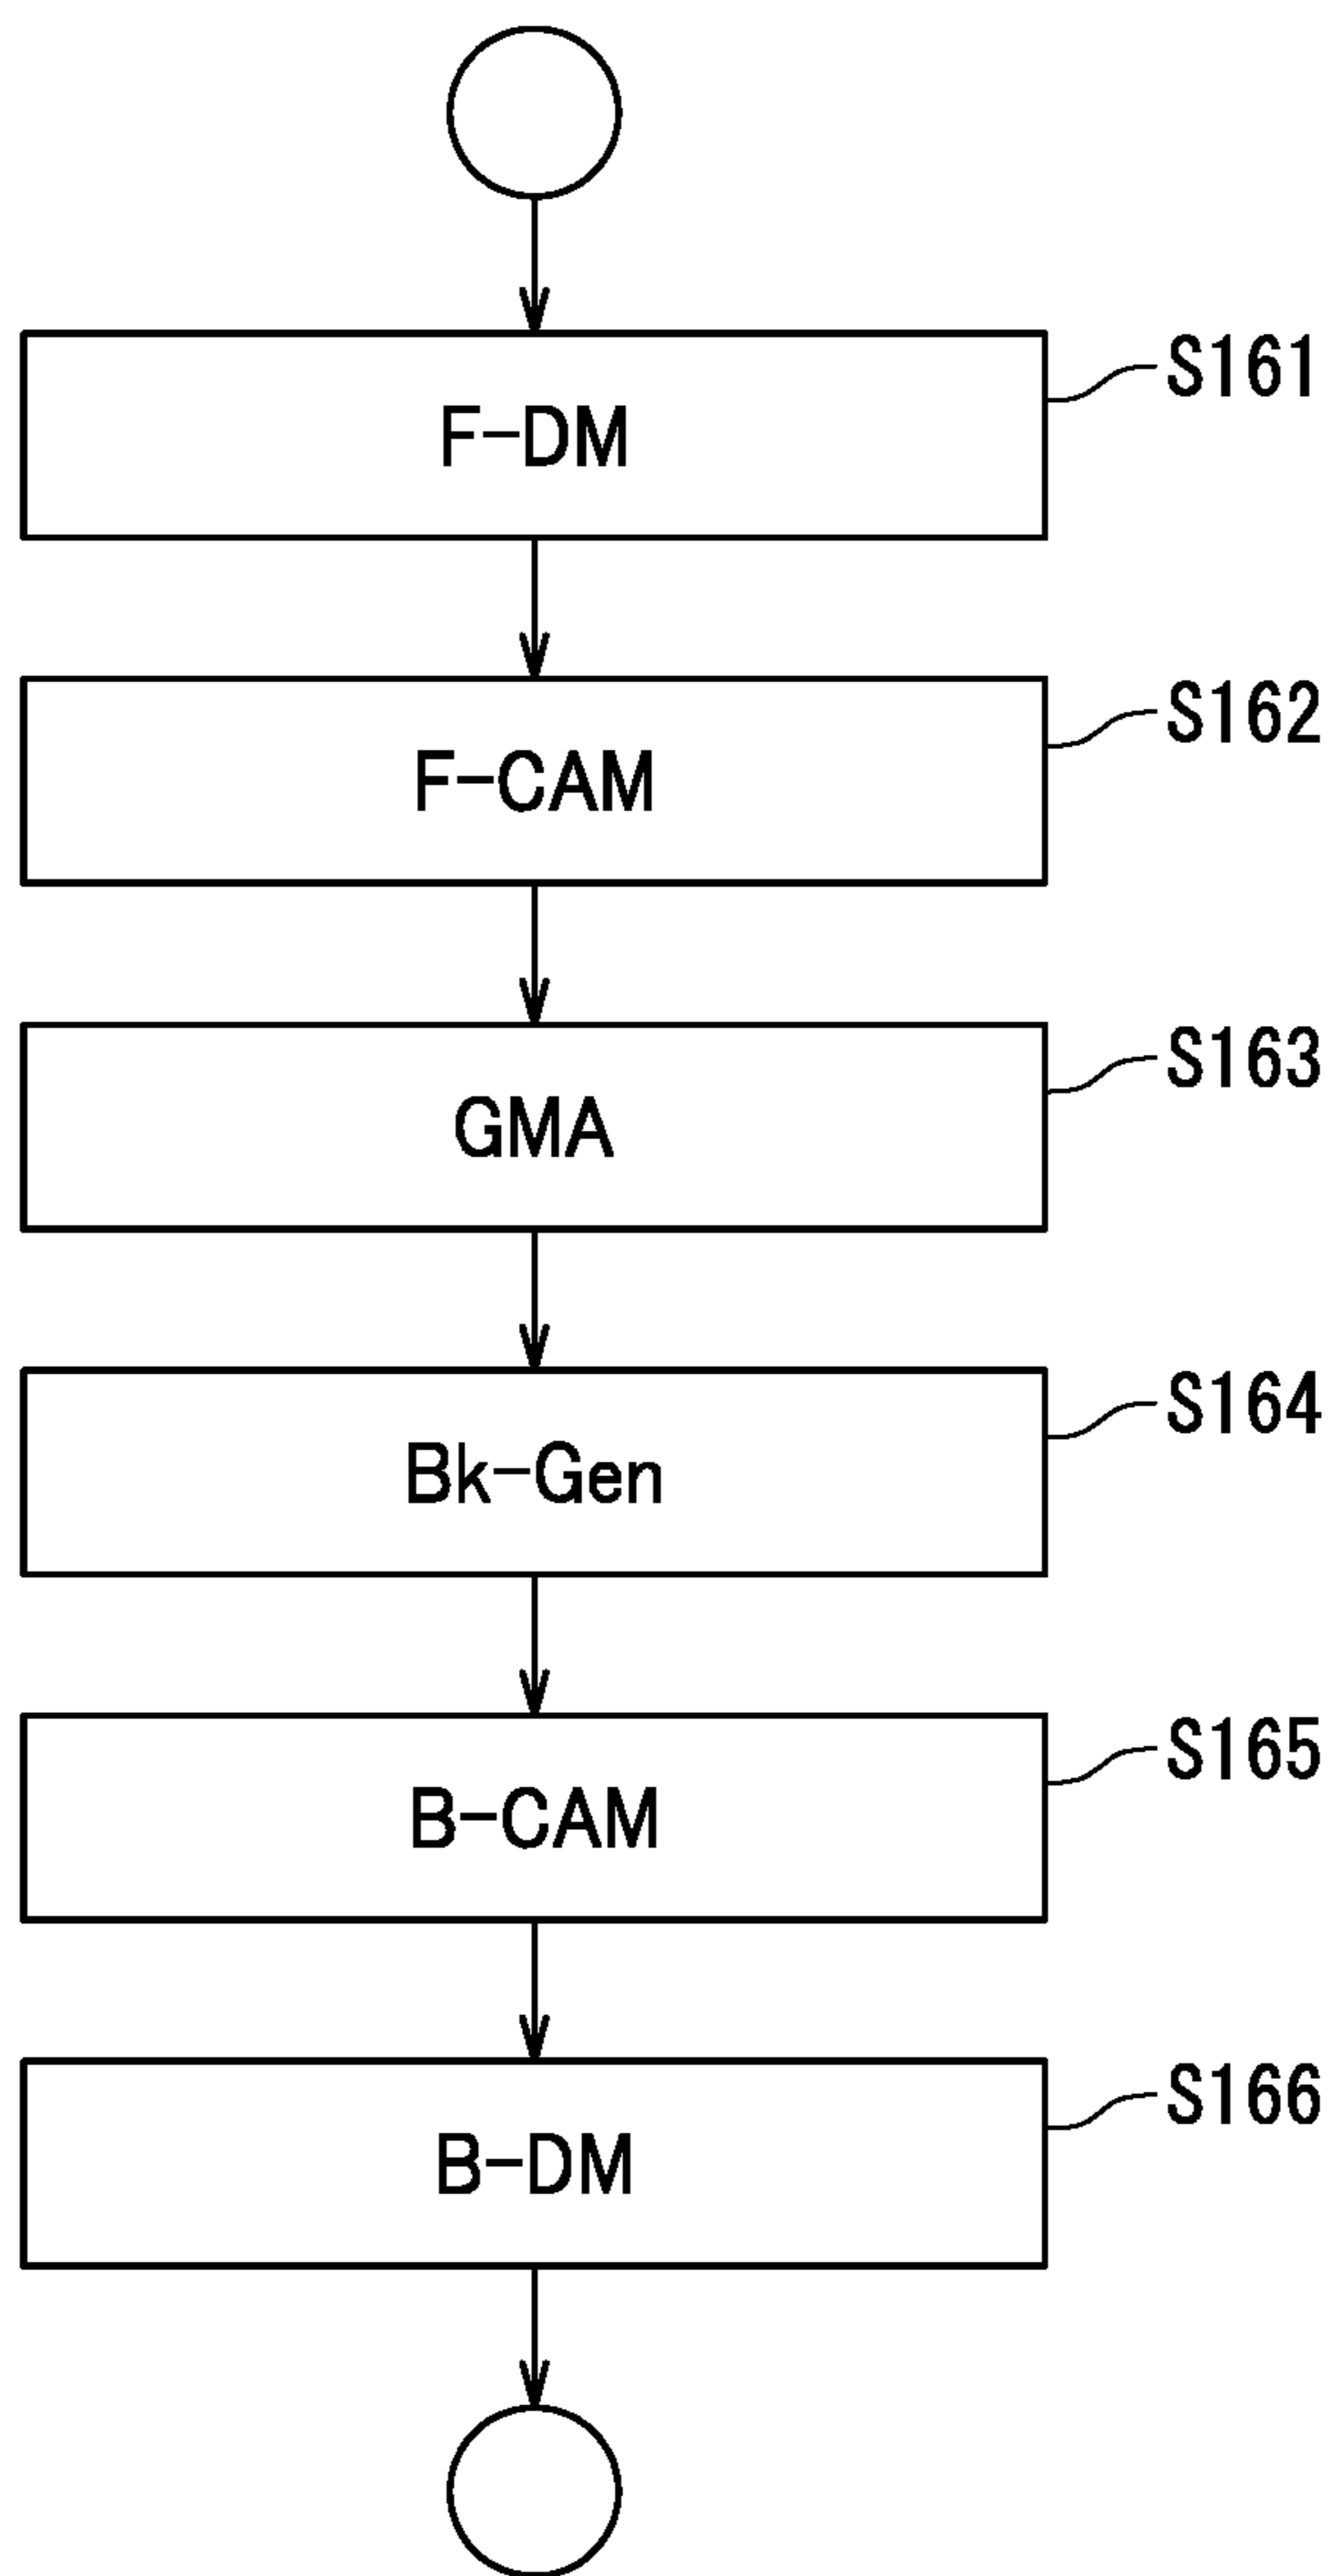 F-DM
S161
F-CAM
S162
GMA
S163
Bk-Gen
S164
B-CAM
S165
B-DM
S166